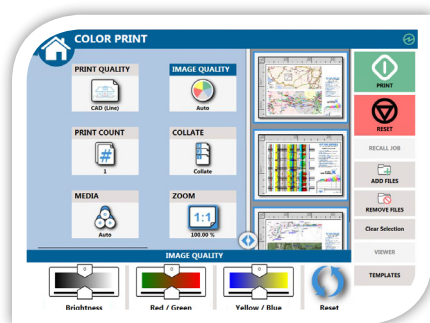 COLOR PRINT
PRINT QUALITY
CAD (Line)
IMAGE QUALITY
Auto
PRINT COUNT
#
1
COLLATE
Collate
MEDIA
Auto
ZOOM
1:1
100.00 %
PRINT
RESET
RECALL JOB
ADD FILES
REMOVE FILES
Clear Selection
VIEWER
TEMPLATES
IMAGE QUALITY
0
0
0
Brightness
Red / Green
Yellow / Blue
Reset